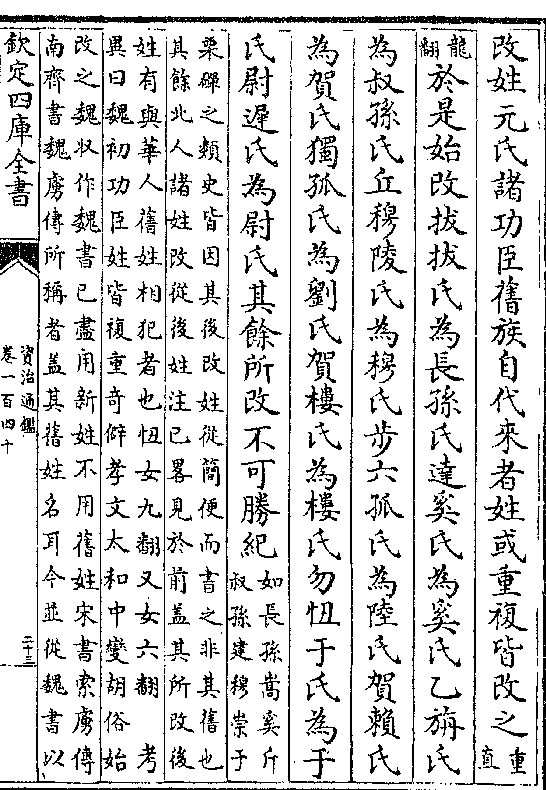 改姓元氏諸功臣舊族自代來者姓或重複皆改之重
直
龍
翻於是始改拔拔氏為長孫氏達奚氏為奚氏乙旃氏
為叔孫氏丘穆陵氏為穆氏步六孤氏為陸氏賀賴氏
為賀氏獨孤氏為劉氏賀樓氏為樓氏勿忸于氏為于
氏尉遲氏為尉氏其餘所改不可勝紀如長孫嵩奚斤
叔孫建穆崇于
栗磾之類史皆因其後改姓從簡便而書之非其舊也
其餘北人諸姓改從後姓注已畧見於前盖其所改後
姓有與華人舊姓相犯者也忸女九翻又女六翻 考
異曰魏初功臣姓皆複重奇僻孝文太和中變胡俗始
改之魏収作魏書已盡用新姓不用舊姓宋書索虜傳
南齊書魏虜傳所稱者盖其舊姓名耳今並從魏書以
欽定四庫全書
資治通鑑
卷一百四十
二十三